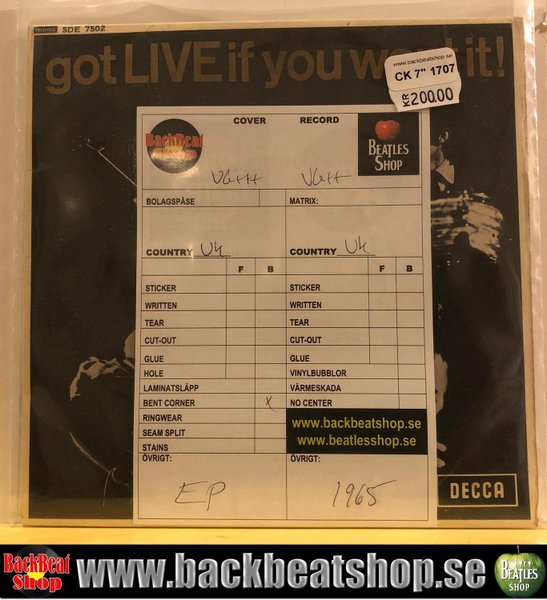 mono SDE 7502
got LIVE if you w it!
www.backbeatshop.se
CK 7" 1707
KR 200.00
BackBeat Shop
COVER RECORD
BEATLES SHOP
VG++ VG++
BOLAGSPÅSE MATRIX:
COUNTRY UK COUNTRY UK
F B F B
STICKER STICKER
WRITTEN WRITTEN
TEAR TEAR
CUT-OUT CUT-OUT
GLUE GLUE
HOLE VINYLBUBBLOR
LAMINATSLÄPP VÄRMESKADA
BENT CORNER X NO CENTER
RINGWEAR www.backbeatshop.se
SEAM SPLIT www.beatlesshop.se
STAINS
ÖVRIGT: ÖVRIGT:
EP 1965
DECCA
BackBeat Shop www.backbeatshop.se BEATLES SHOP